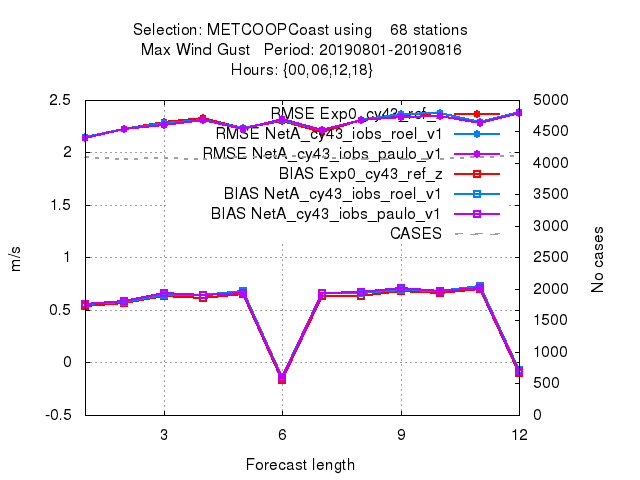 Selection: METCOOPCoast using 68 stations
Max Wind Gust Period: 20190801-20190816
Hours: {00,06,12,18}
RMSE Exp0_cy43_ref_z
RMSE NetA_cy43_iobs_roel_v1
RMSE NetA_cy43_iobs_paulo_v1
BIAS Exp0_cy43_ref_z
BIAS NetA_cy43_iobs_roel_v1
BIAS NetA_cy43_iobs_paulo_v1
CASES
2.5
2
1.5
1
0.5
0
-0.5
m/s
5000
4500
4000
3500
3000
2500
2000
1500
1000
500
0
No cases
3 6 9 12
Forecast length